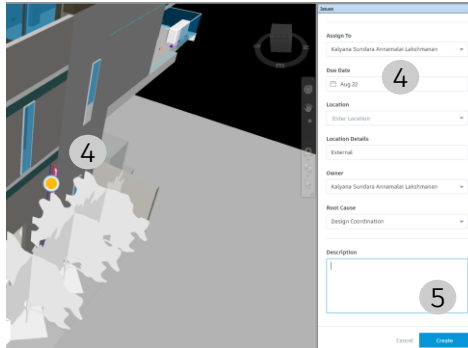 Issues
Assign To
Kalyana Sundara Annamalai Lakshmanan
Due Date
Aug 22
4
Location
Enter Location
Location Details
External
4
Owner
Kalyana Sundara Annamalai Lakshmanan
Root Cause
Design Coordination
Description
5
Cancel
Create